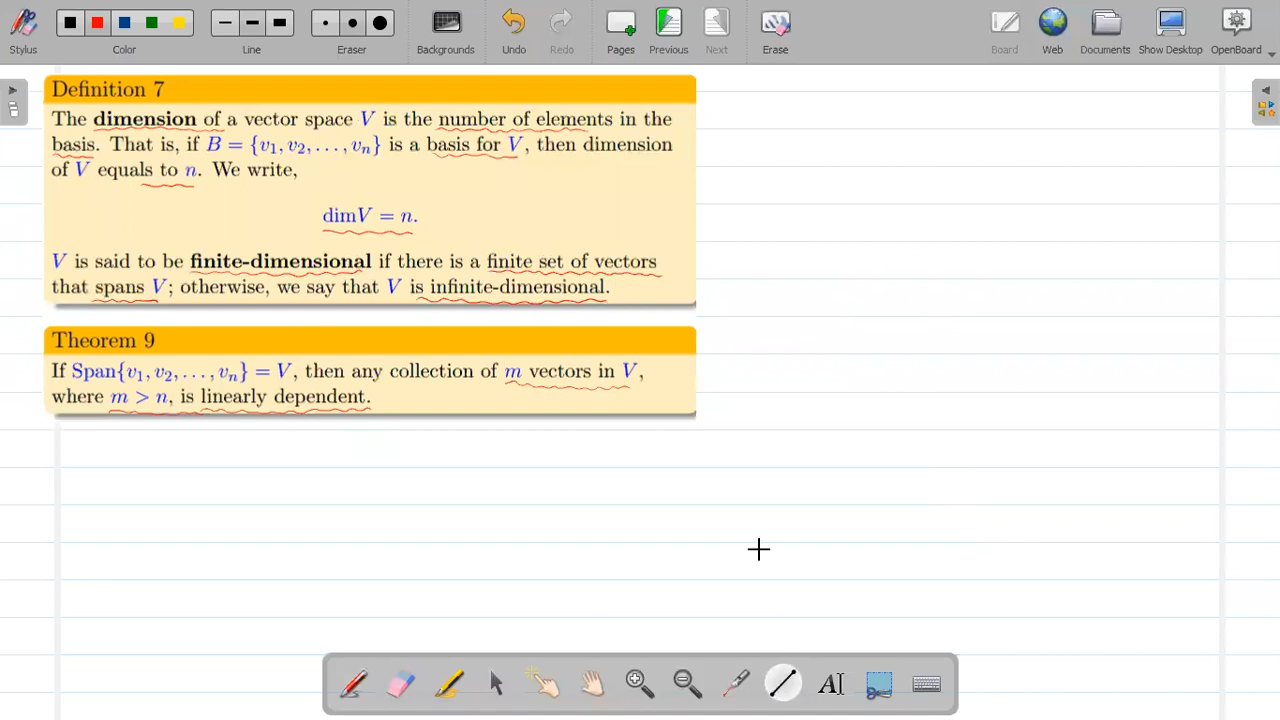 Stylus Color Line Eraser Backgrounds Undo Redo Pages Previous Next Erase Board Web Documents Show Desktop OpenBoard
Definition 7
The dimension of a vector space V is the number of elements in the
basis. That is, if B = {v₁, v₂, . . . , vₙ} is a basis for V, then dimension
of V equals to n. We write,
dimV = n.
V is said to be finite-dimensional if there is a finite set of vectors
that spans V; otherwise, we say that V is infinite-dimensional.
Theorem 9
If Span{v₁, v₂, . . . , vₙ} = V, then any collection of m vectors in V,
where m > n, is linearly dependent.